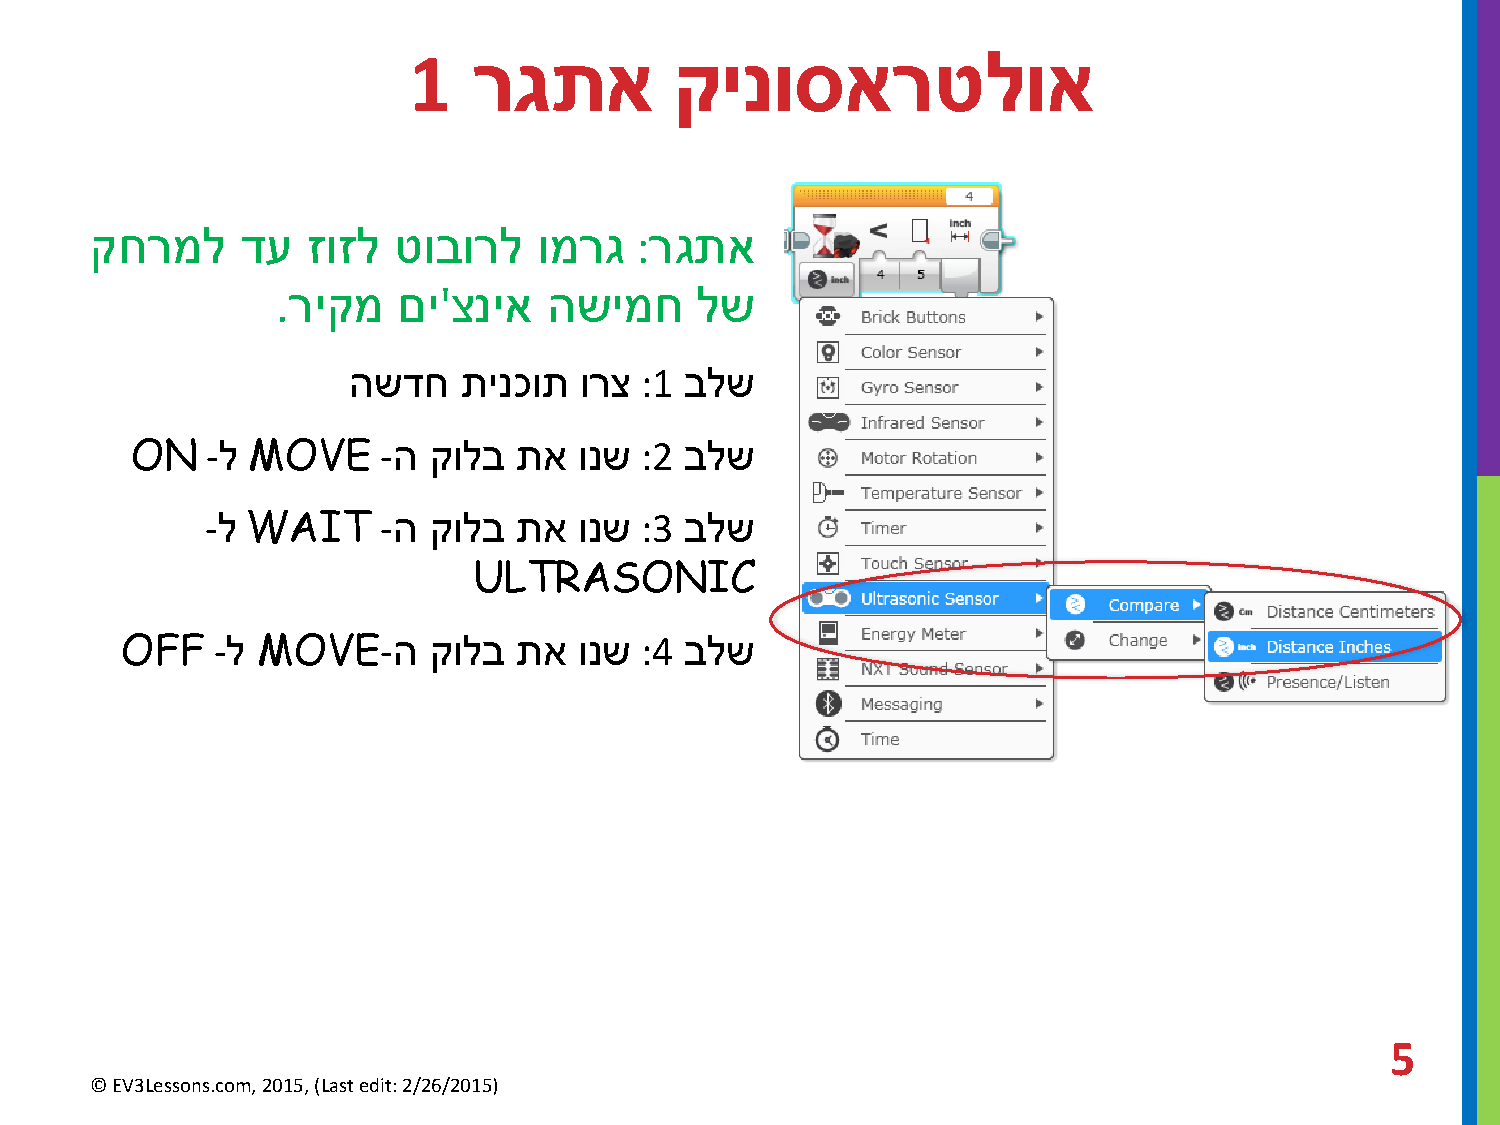 אולטראסוניק אתגר 1
אתגר: גרמו לרובוט לזוז עד למרחק
של חמישה אינצ'ים מקיר.
שלב 1: צרו תוכנית חדשה
שלב 2: שנו את בלוק ה- MOVE ל- ON
שלב 3: שנו את בלוק ה- WAIT ל-
ULTRASONIC
שלב 4: שנו את בלוק ה-MOVE ל- OFF
4
inch
inch 4 5
Brick Buttons
Color Sensor
Gyro Sensor
Infrared Sensor
Motor Rotation
Temperature Sensor
Timer
Touch Sensor
Ultrasonic Sensor
Energy Meter
NXT Sound Sensor
Messaging
Time
Compare
Change
Cm Distance Centimeters
inch Distance Inches
Presence/Listen
5
© EV3Lessons.com, 2015, (Last edit: 2/26/2015)